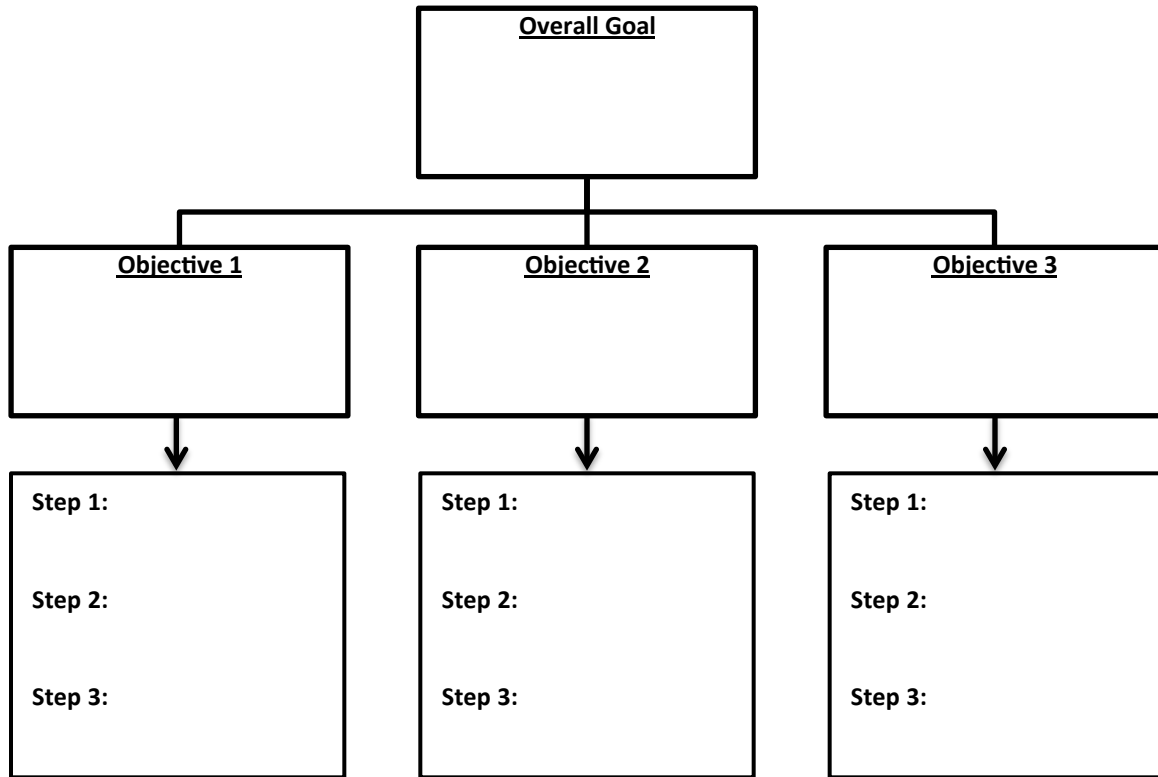 Overall Goal
Objective 1
Objective 2
Objective 3
Step 1:
Step 2:
Step 3:
Step 1:
Step 2:
Step 3:
Step 1:
Step 2:
Step 3: